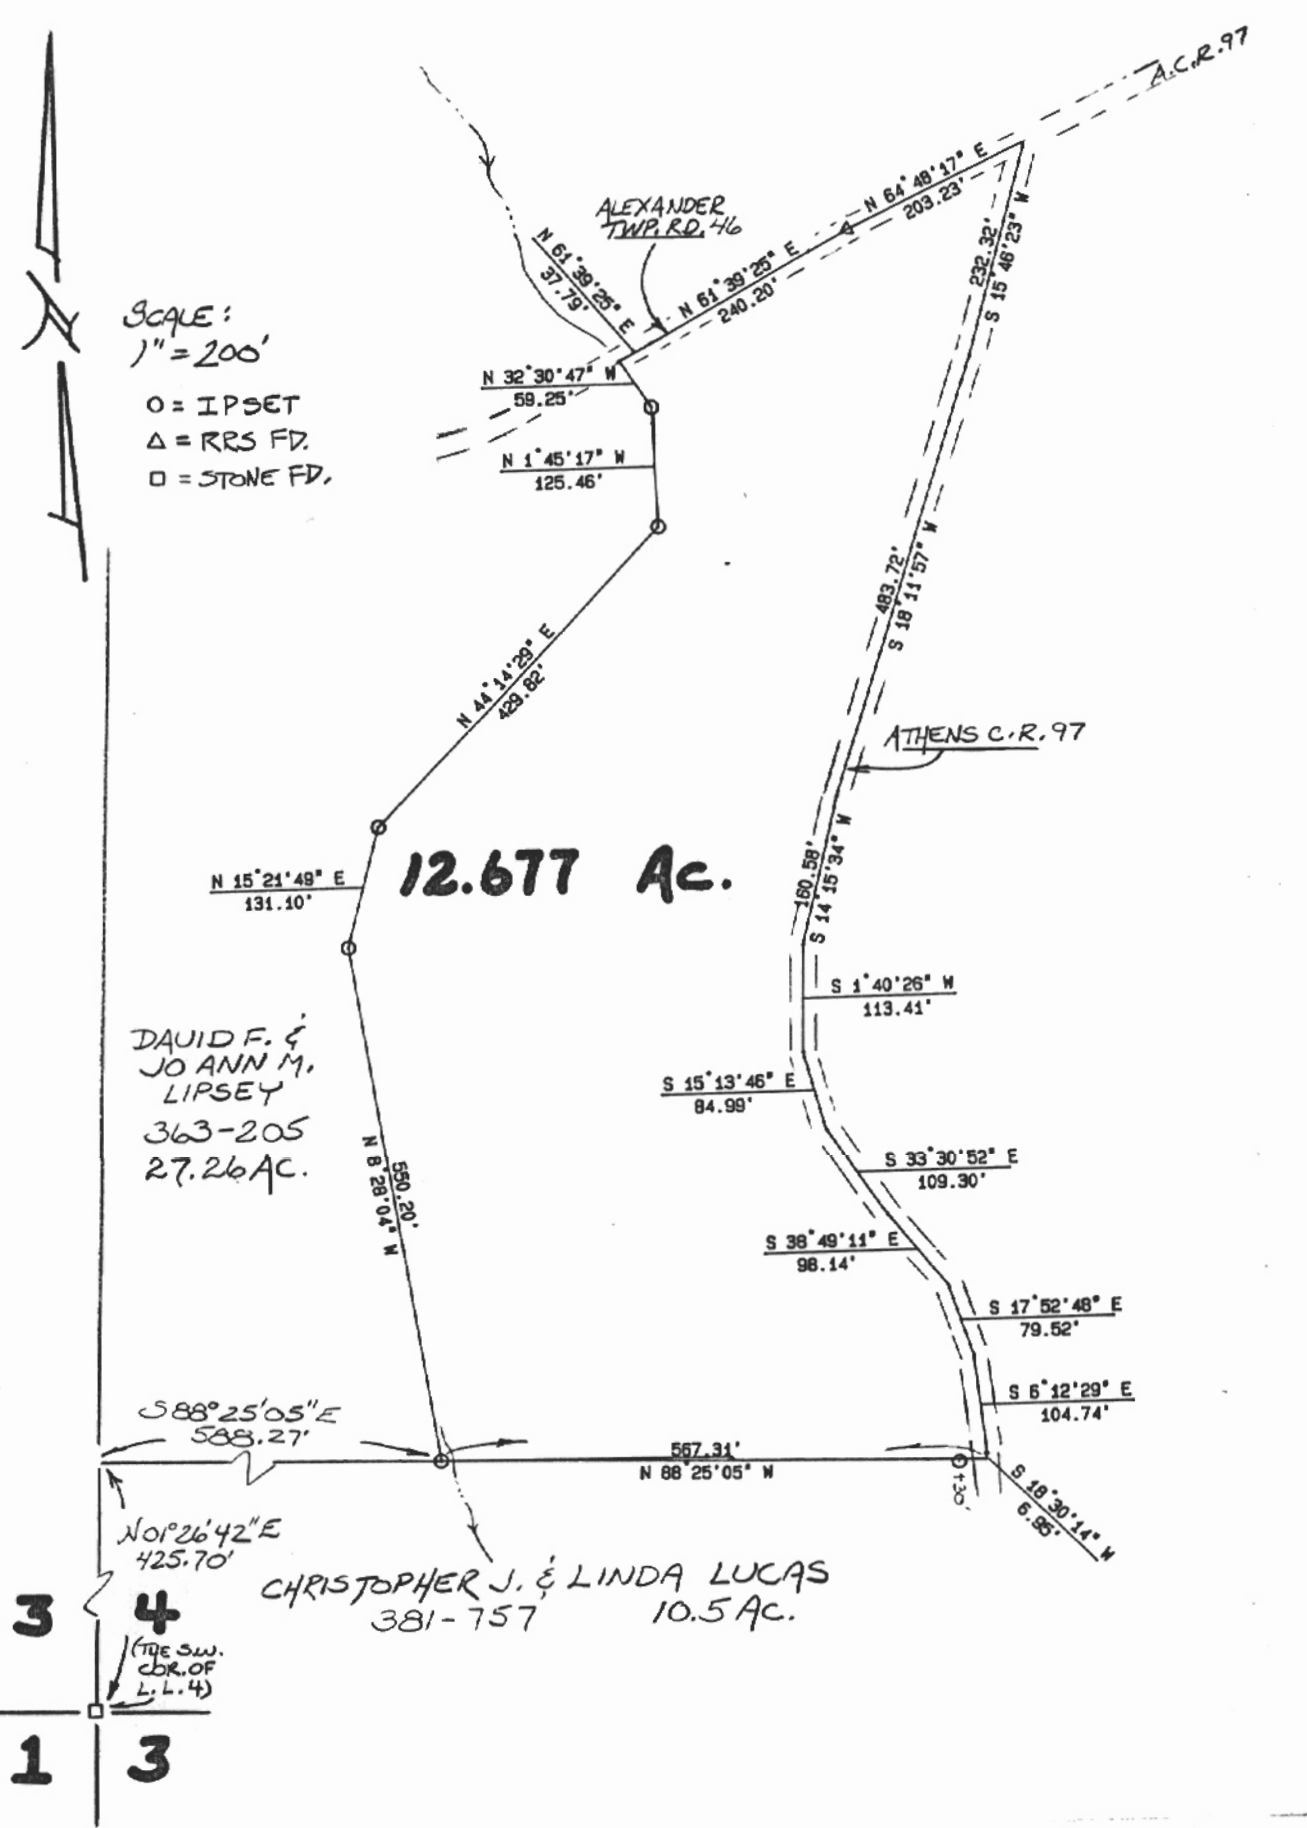 A.C.R.97
N 64°48'17" E
203.23'
ALEXANDER
TWP. RD. 46
N 61°39'25" E
37.79'
N 61°39'25" E
240.20'
232.32'
S 15°46'23" W
SCALE:
1"=200'
O = IPSET
△ = RRS FD.
□ = STONE FD.
N 32°30'47" W
59.25'
N 1°45'17" W
125.46'
483.72'
S 18°11'57" W
N 44°14'29" E
429.82'
ATHENS C.R. 97
160.58'
S 14°15'34" W
12.677 Ac.
N 15°21'49" E
131.10'
S 1°40'26" W
113.41'
DAVID F. &
JO ANN M.
LIPSEY
363-205
27.26 AC.
S 15°13'46" E
84.99'
S 33°30'52" E
109.30'
550.20'
N 8°28'04" W
S 38°49'11" E
98.14'
S 17°52'48" E
79.52'
S 6°12'29" E
104.74'
S88°25'05"E
588.27'
567.31'
N 88°25'05" W
+30'
S 18°30'14" W
6.95'
N01°26'42"E
425.70'
CHRISTOPHER J. & LINDA LUCAS
381-757 10.5 AC.
3 4
(THE S.W.
COR. OF
L.L.4)
1 3